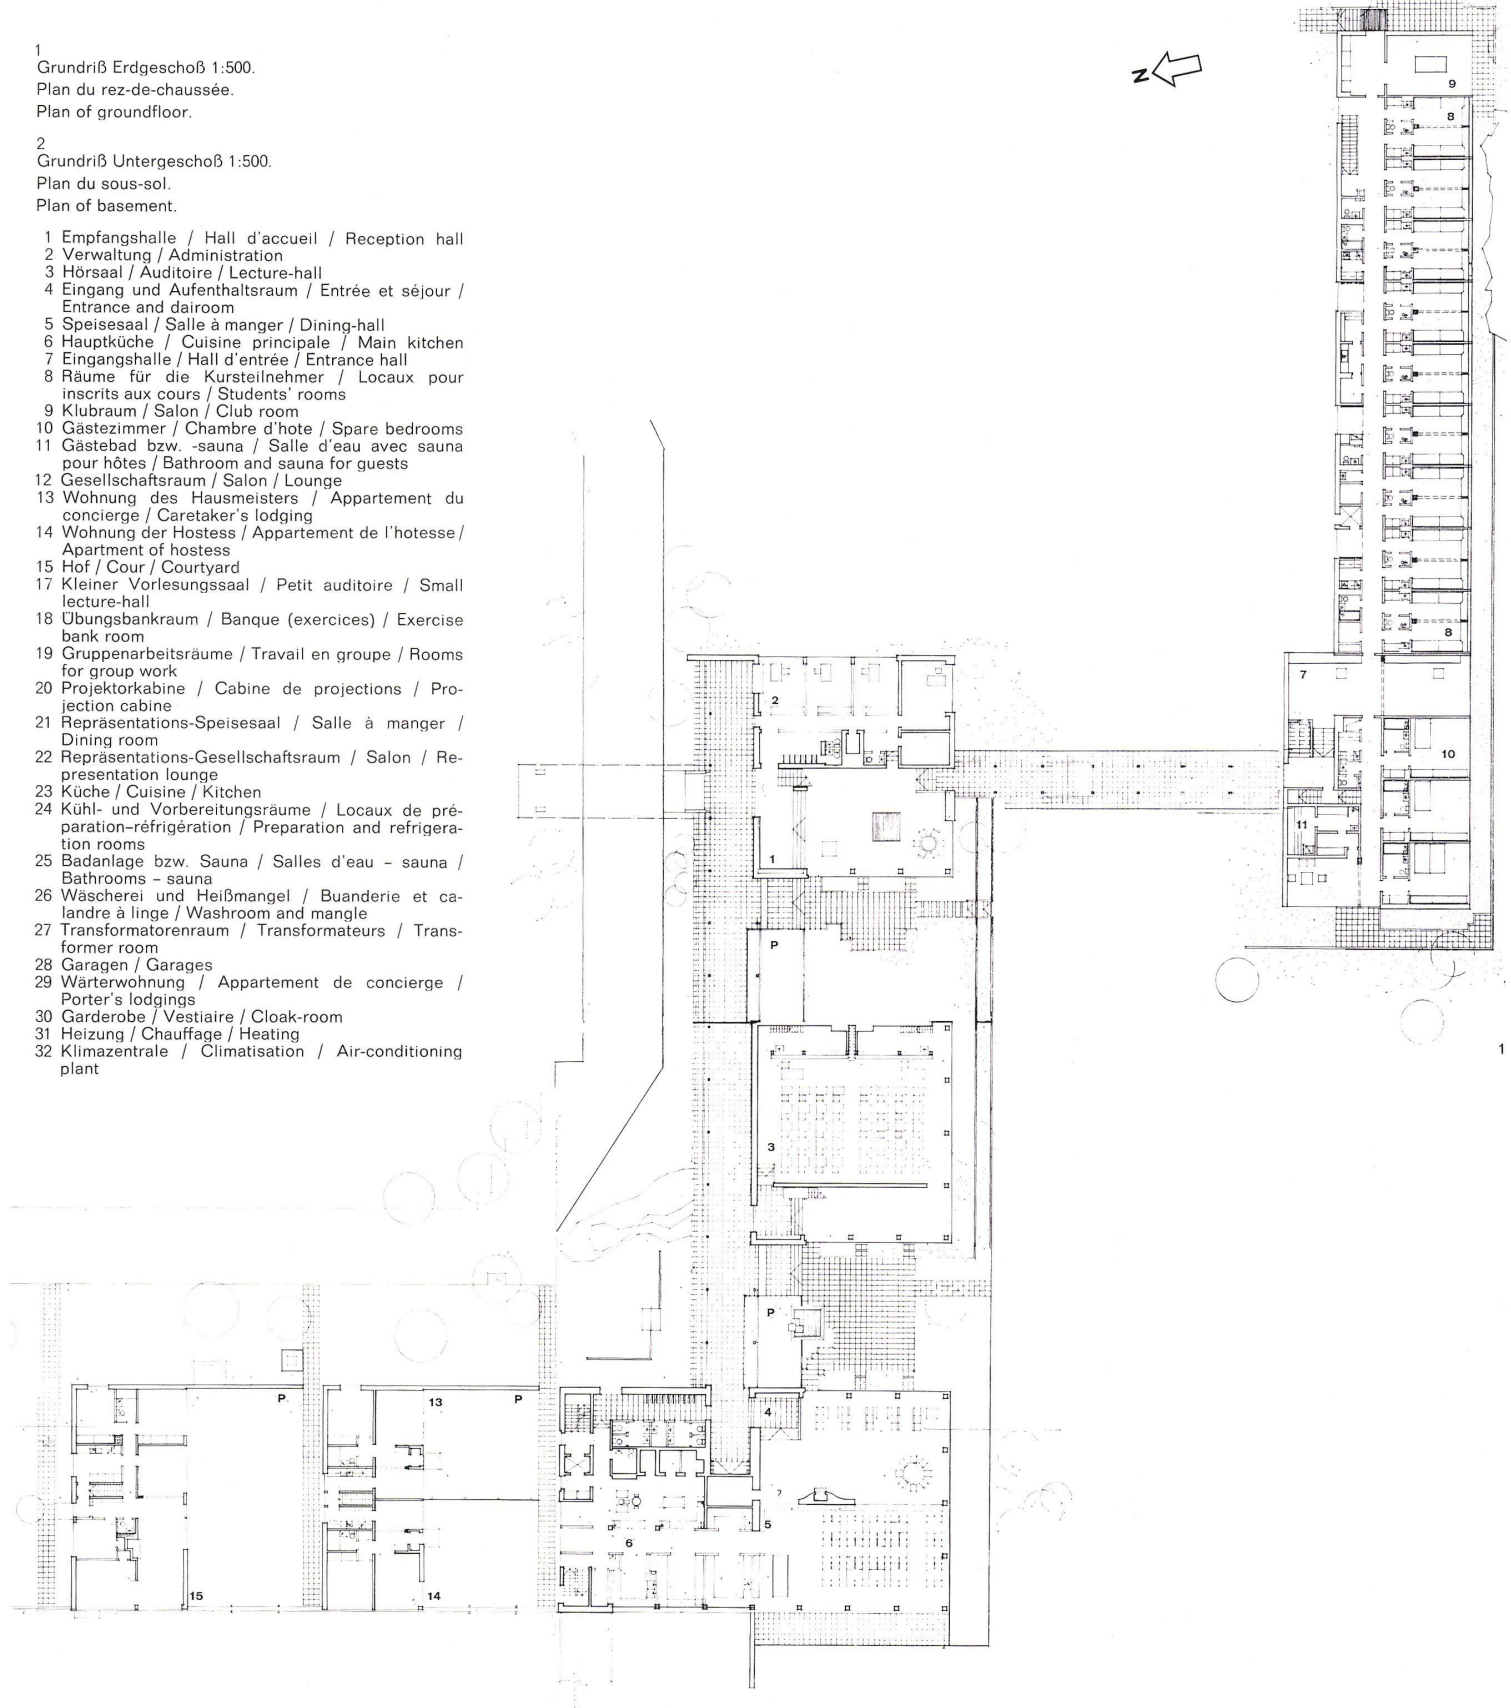 1
Grundriß Erdgeschoß 1:500.
Plan du rez-de-chaussée.
Plan of groundfloor.
2
Grundriß Untergeschoß 1:500.
Plan du sous-sol.
Plan of basement.
1 Empfangshalle / Hall d'accueil / Reception hall
2 Verwaltung / Administration
3 Hörsaal / Auditoire / Lecture-hall
4 Eingang und Aufenthaltsraum / Entrée et séjour /
Entrance and dairoom
5 Speisesaal / Salle à manger / Dining-hall
6 Hauptküche / Cuisine principale / Main kitchen
7 Eingangshalle / Hall d'entrée / Entrance hall
8 Räume für die Kursteilnehmer / Locaux pour
inscrits aux cours / Students' rooms
9 Klubraum / Salon / Club room
10 Gästezimmer / Chambre d'hote / Spare bedrooms
11 Gästebad bzw. -sauna / Salle d'eau avec sauna
pour hôtes / Bathroom and sauna for guests
12 Gesellschaftsraum / Salon / Lounge
13 Wohnung des Hausmeisters / Appartement du
concierge / Caretaker's lodging
14 Wohnung der Hostess / Appartement de l'hotesse /
Apartment of hostess
15 Hof / Cour / Courtyard
17 Kleiner Vorlesungssaal / Petit auditoire / Small
lecture-hall
18 Übungsbankraum / Banque (exercices) / Exercise
bank room
19 Gruppenarbeitsräume / Travail en groupe / Rooms
for group work
20 Projektorkabine / Cabine de projections / Pro-
jection cabine
21 Repräsentations-Speisesaal / Salle à manger /
Dining room
22 Repräsentations-Gesellschaftsraum / Salon / Re-
presentation lounge
23 Küche / Cuisine / Kitchen
24 Kühl- und Vorbereitungsräume / Locaux de pré-
paration-réfrigération / Preparation and refrigera-
tion rooms
25 Badanlage bzw. Sauna / Salles d'eau – sauna /
Bathrooms – sauna
26 Wäscherei und Heißmangel / Buanderie et ca-
landre à linge / Washroom and mangle
27 Transformatorenraum / Transformateurs / Trans-
former room
28 Garagen / Garages
29 Wärterwohnung / Appartement de concierge /
Porter's lodgings
30 Garderobe / Vestiaire / Cloak-room
31 Heizung / Chauffage / Heating
32 Klimazentrale / Climatisation / Air-conditioning
plant
N
9
8
8
7
2
10
11
1
P
1
3
P
P
13
P
4
5
6
15
14